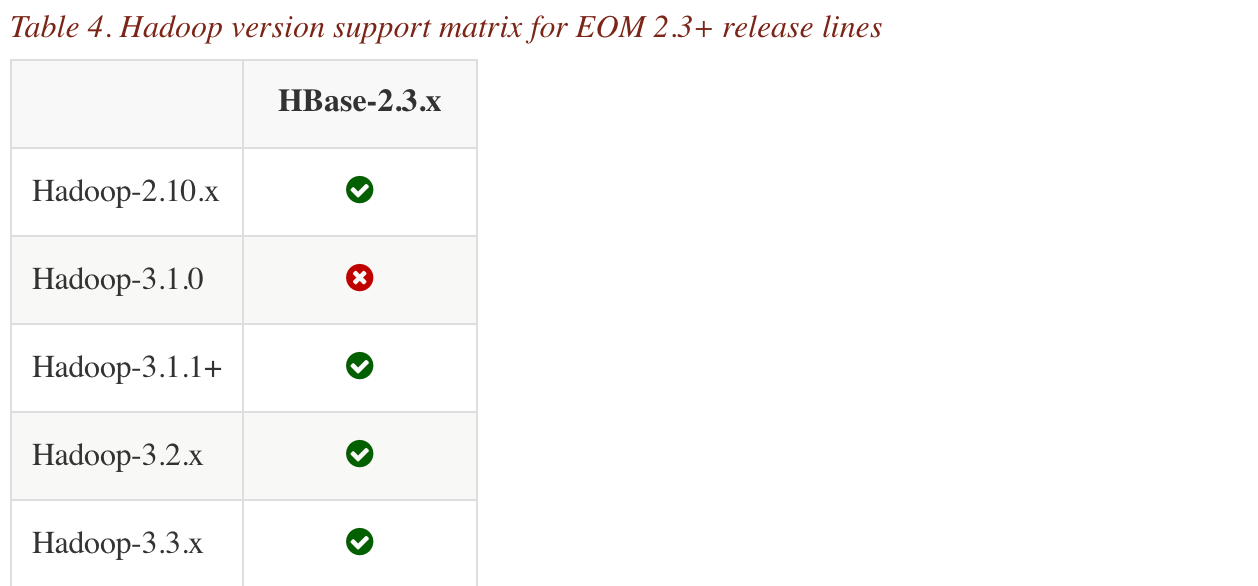 Table 4. Hadoop version support matrix for EOM 2.3+ release lines
HBase-2.3.x
Hadoop-2.10.x
Hadoop-3.1.0
Hadoop-3.1.1+
Hadoop-3.2.x
Hadoop-3.3.x